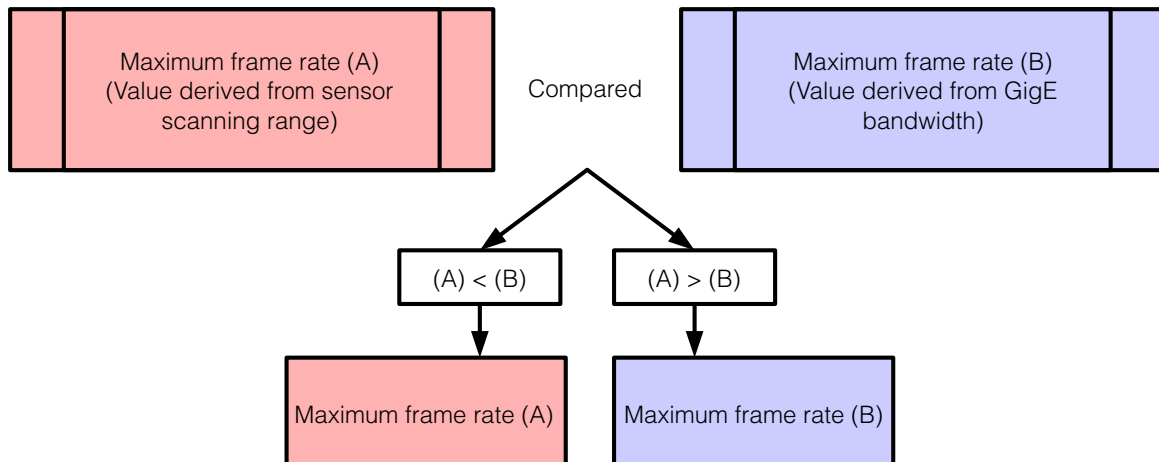 Maximum frame rate (A)
(Value derived from sensor
scanning range)
Compared
Maximum frame rate (B)
(Value derived from GigE
bandwidth)
(A) < (B)
(A) > (B)
Maximum frame rate (A)
Maximum frame rate (B)